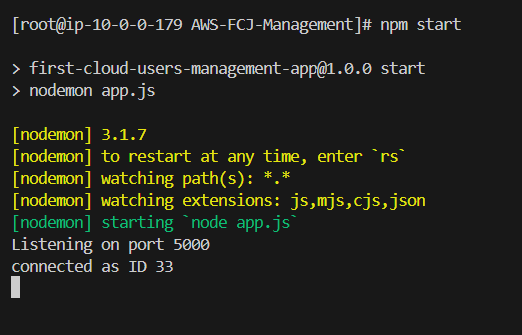 [root@ip-10-0-0-179 AWS-FCJ-Management]# npm start
> first-cloud-users-management-app@1.0.0 start
> nodemon app.js
[nodemon] 3.1.7
[nodemon] to restart at any time, enter `rs`
[nodemon] watching path(s): *.*
[nodemon] watching extensions: js,mjs,cjs,json
[nodemon] starting `node app.js`
Listening on port 5000
connected as ID 33